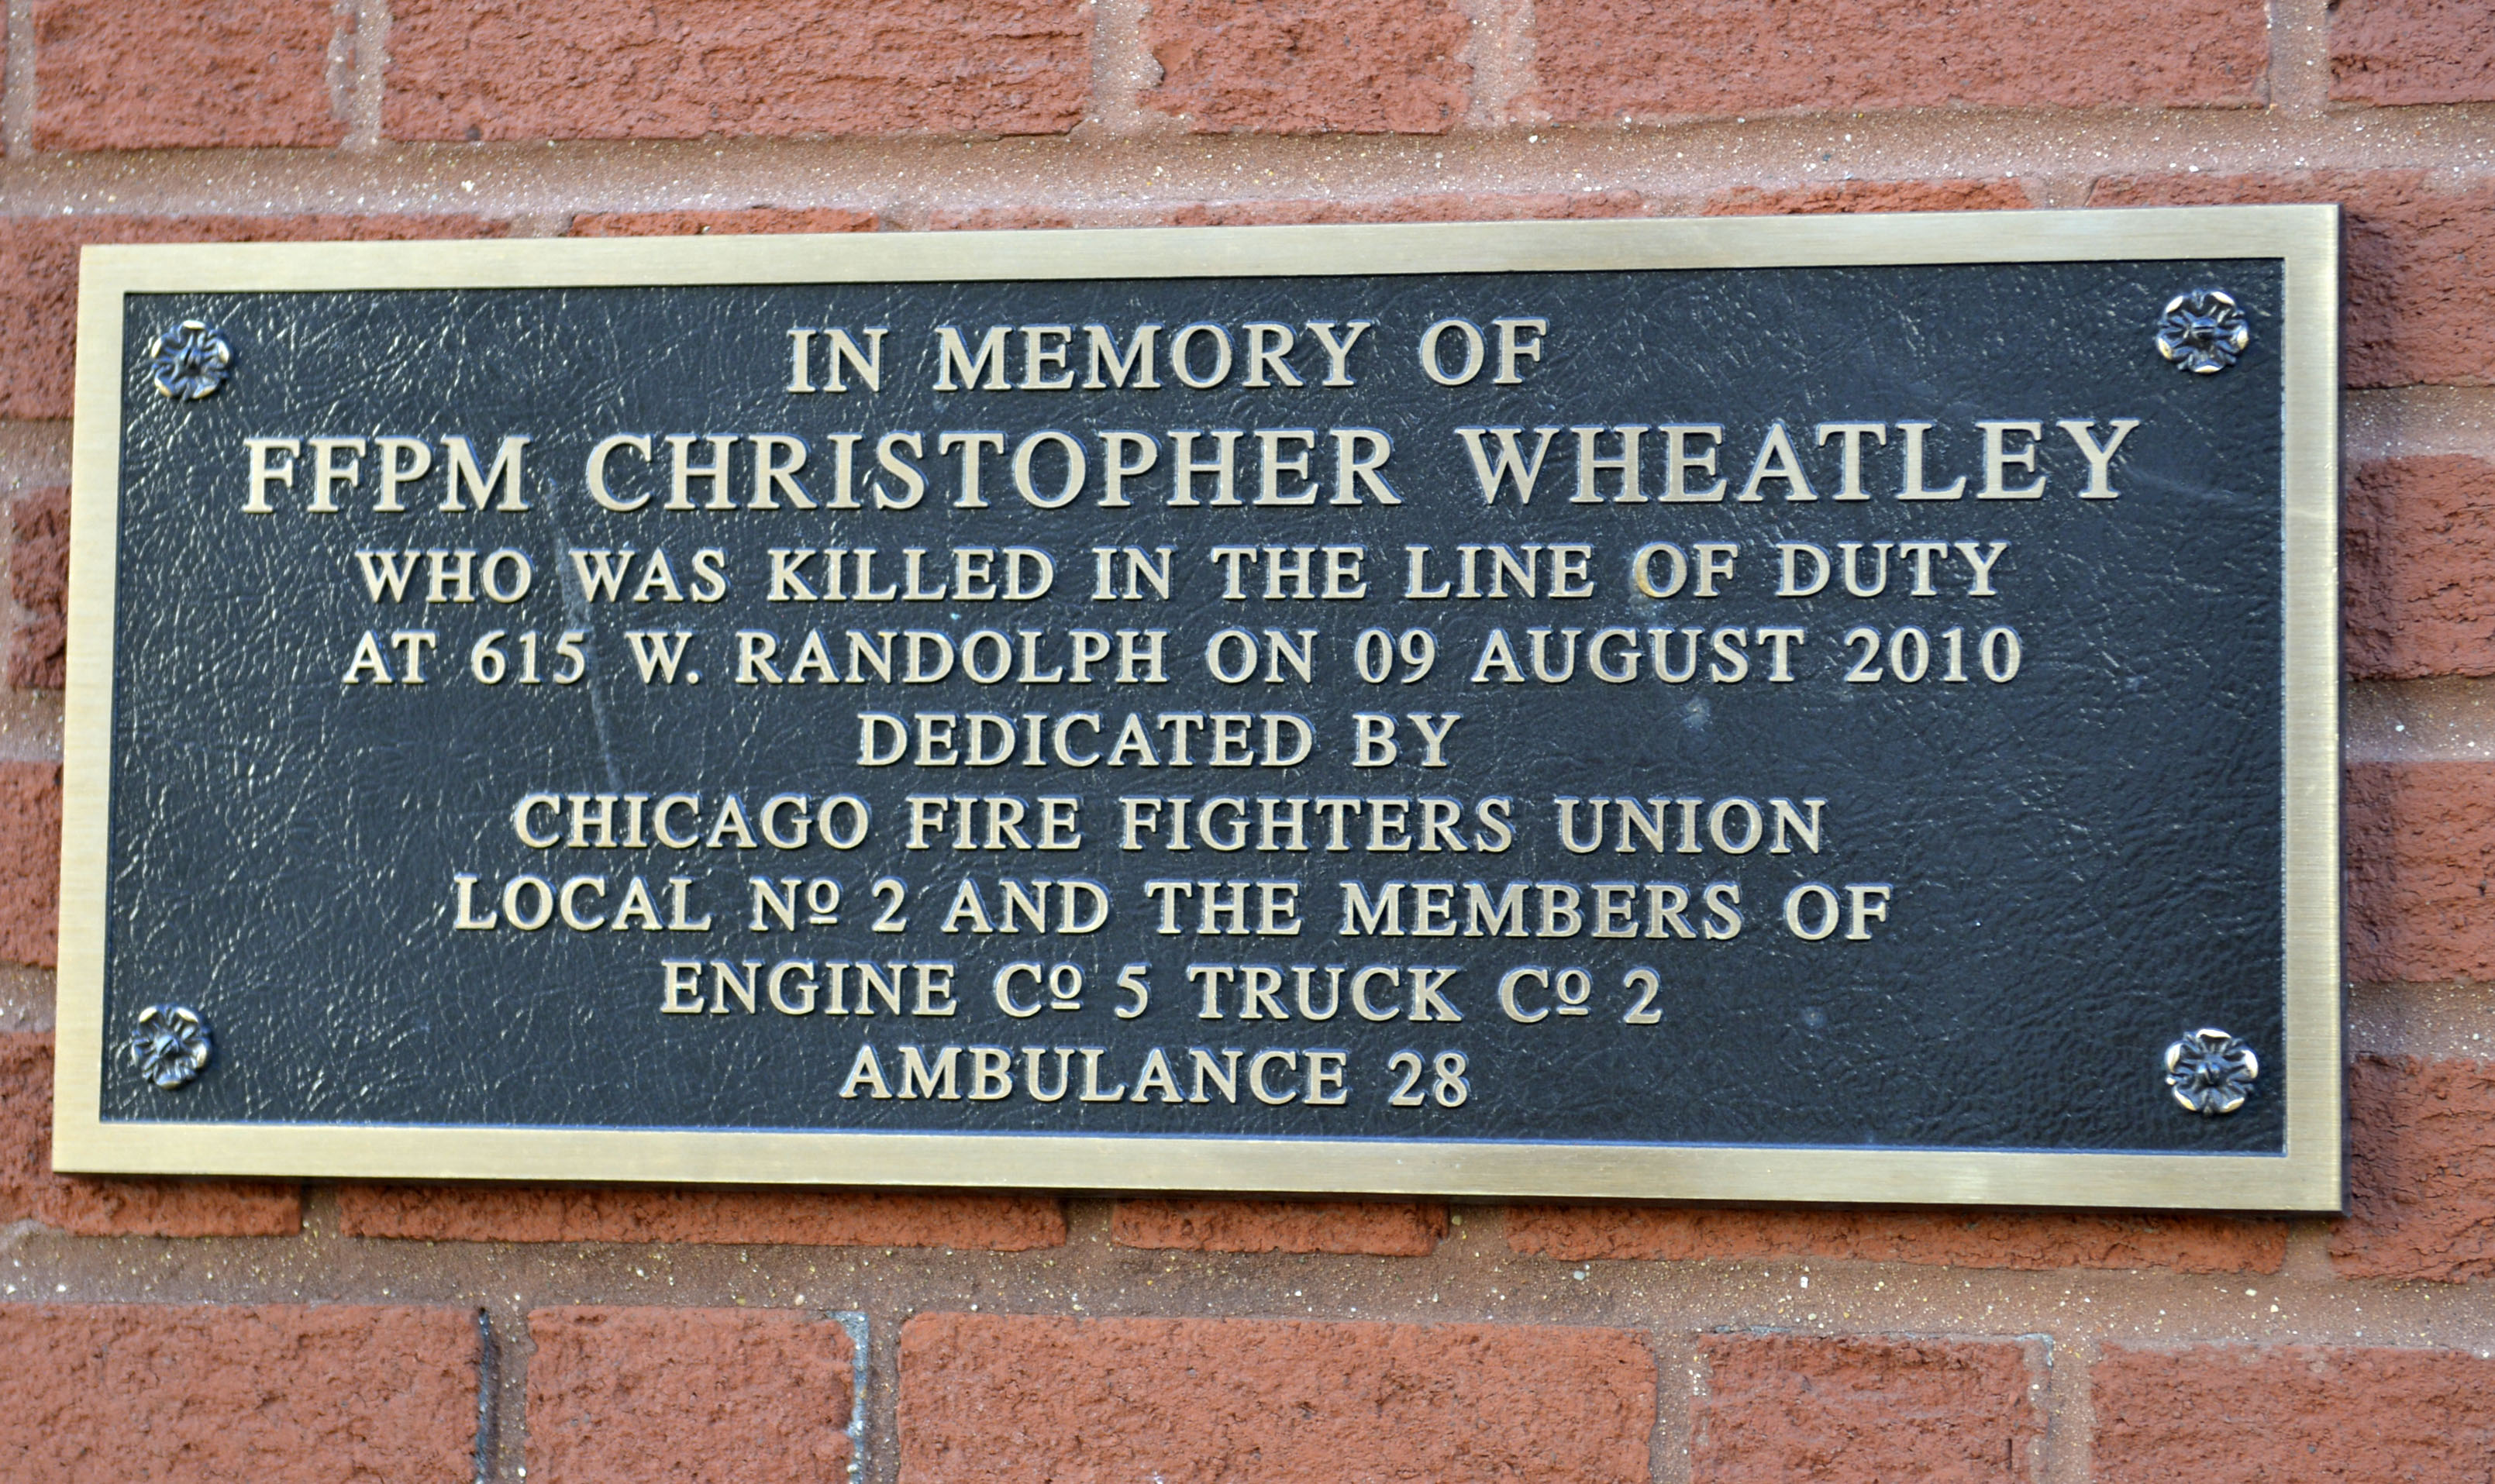 IN MEMORY OF
FFPM CHRISTOPHER WHEATLEY
WHO WAS KILLED IN THE LINE OF DUTY
AT 615 W. RANDOLPH ON 09 AUGUST 2010
DEDICATED BY
CHICAGO FIRE FIGHTERS UNION
LOCAL Nº 2 AND THE MEMBERS OF
ENGINE Cº 5 TRUCK Cº 2
AMBULANCE 28